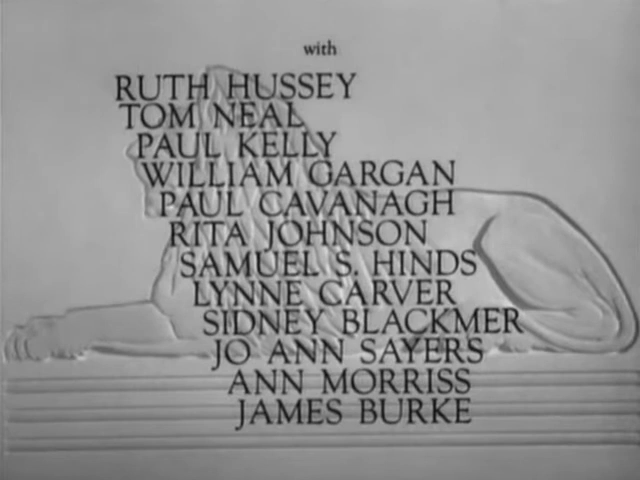 with
RUTH HUSSEY
TOM NEAL
PAUL KELLY
WILLIAM GARGAN
PAUL CAVANAGH
RITA JOHNSON
SAMUEL S. HINDS
LYNNE CARVER
SIDNEY BLACKMER
JO ANN SAYERS
ANN MORRISS
JAMES BURKE